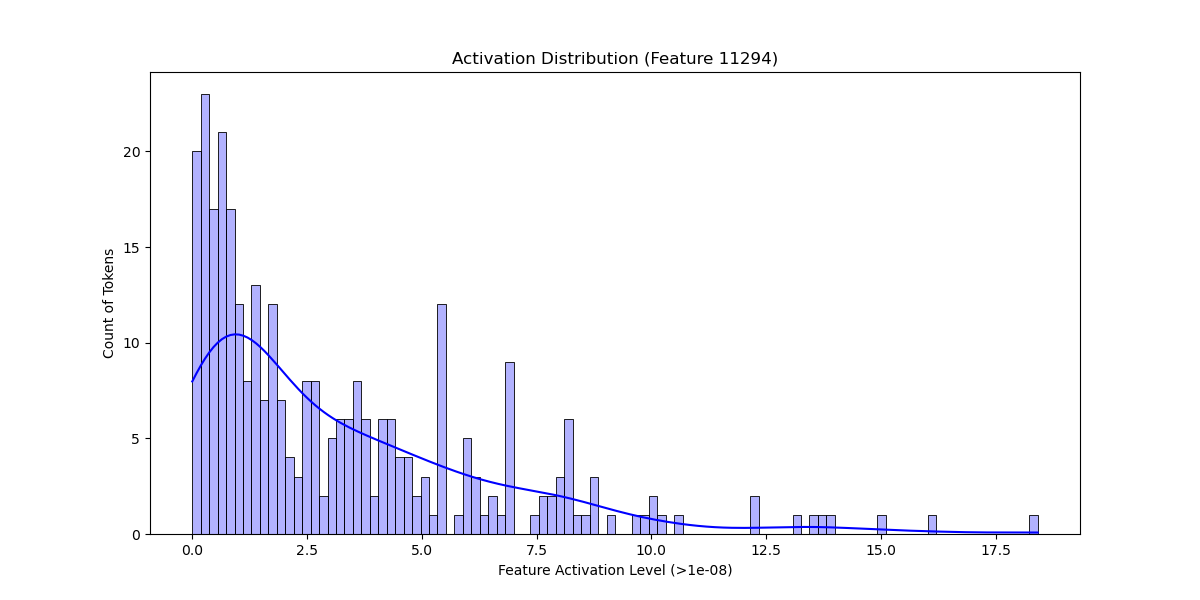 Activation Distribution (Feature 11294)
Count of Tokens
20
15
10
5
0
0.0 2.5 5.0 7.5 10.0 12.5 15.0 17.5
Feature Activation Level (>1e-08)